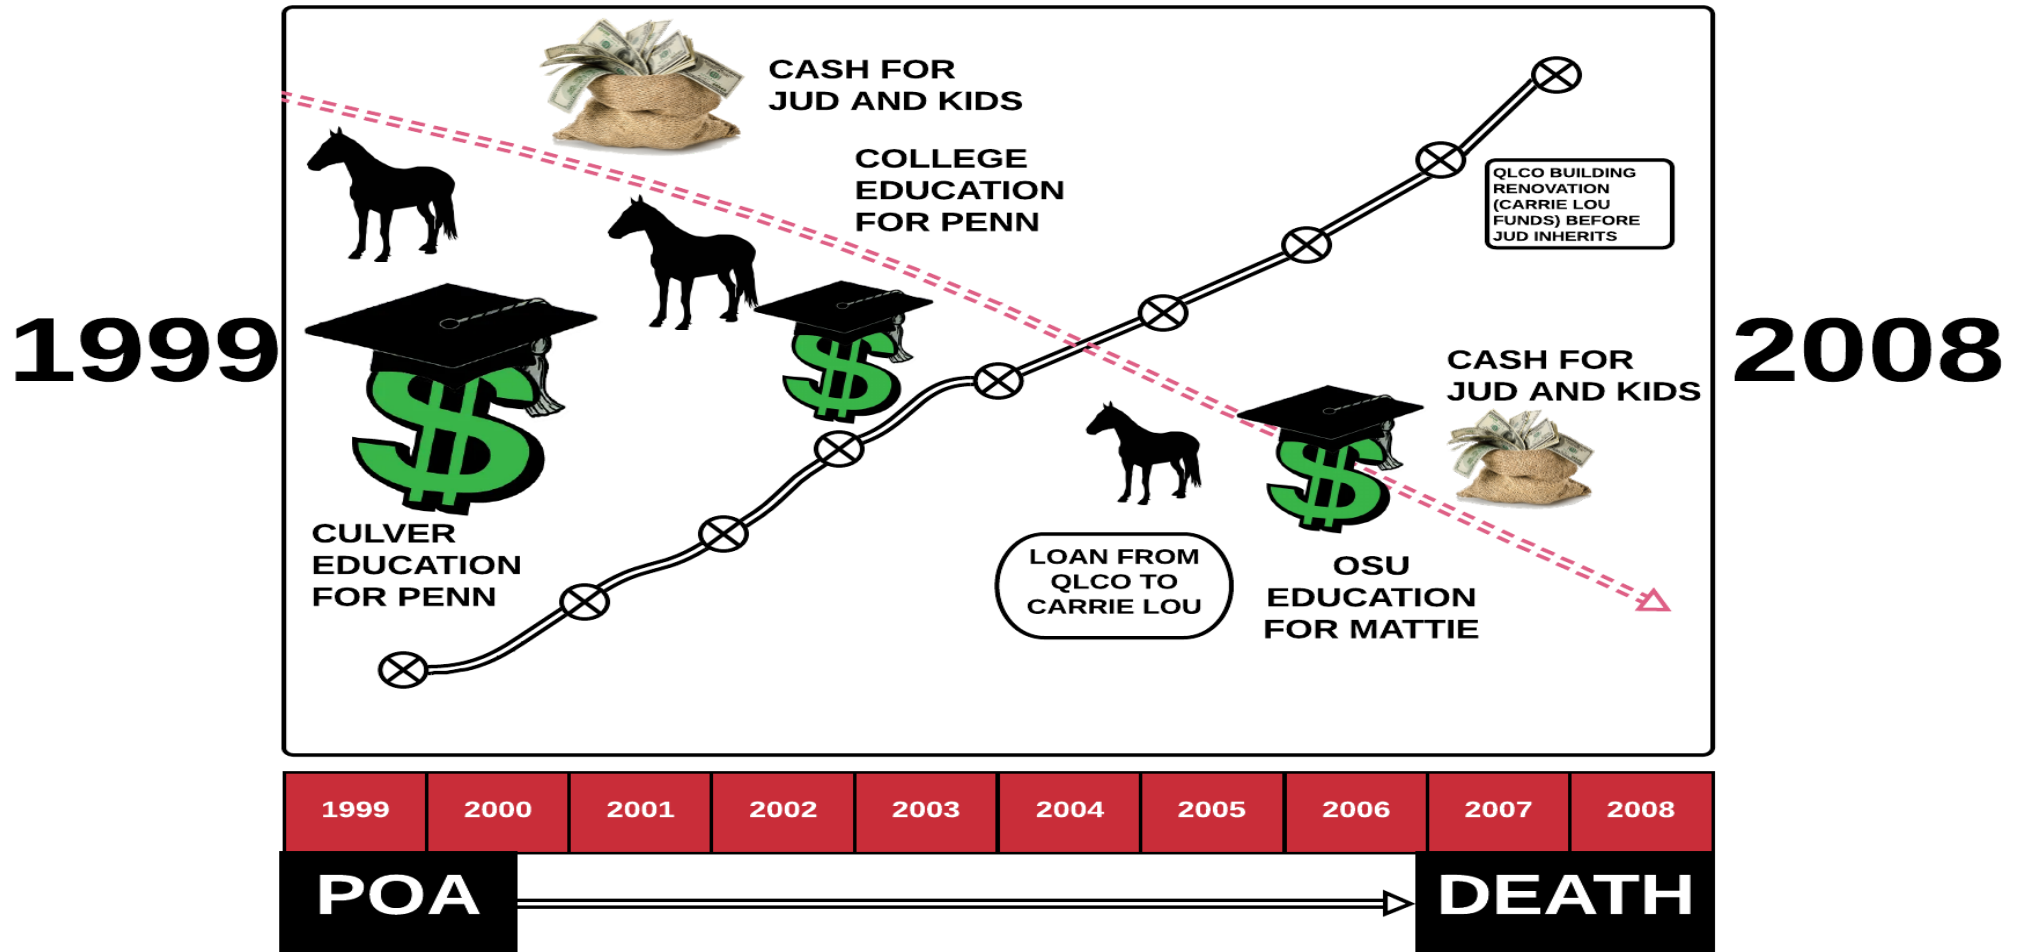 CASH FOR
JUD AND KIDS
COLLEGE
EDUCATION
FOR PENN
QLCO BUILDING
RENOVATION
(CARRIE LOU
FUNDS) BEFORE
JUD INHERITS
1999
2008
CASH FOR
JUD AND KIDS
CULVER
EDUCATION
FOR PENN
LOAN FROM
QLCO TO
CARRIE LOU
OSU
EDUCATION
FOR MATTIE
1999 2000 2001 2002 2003 2004 2005 2006 2007 2008
POA DEATH